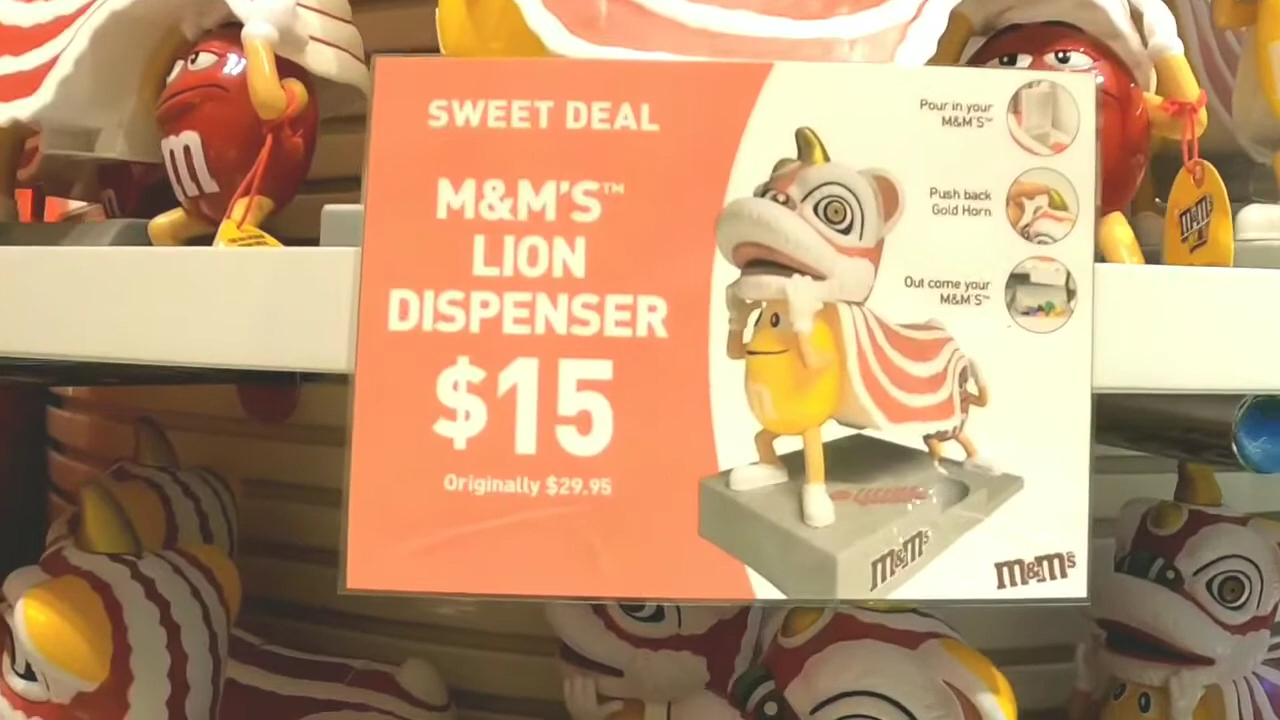 SWEET DEAL
M&M'S™
LION
DISPENSER
$15
Originally $29.95
Pour in your
M&M'S™
Push back
Gold Horn
Out come your
M&M'S™
m&m's
m&m's
m
m&m's